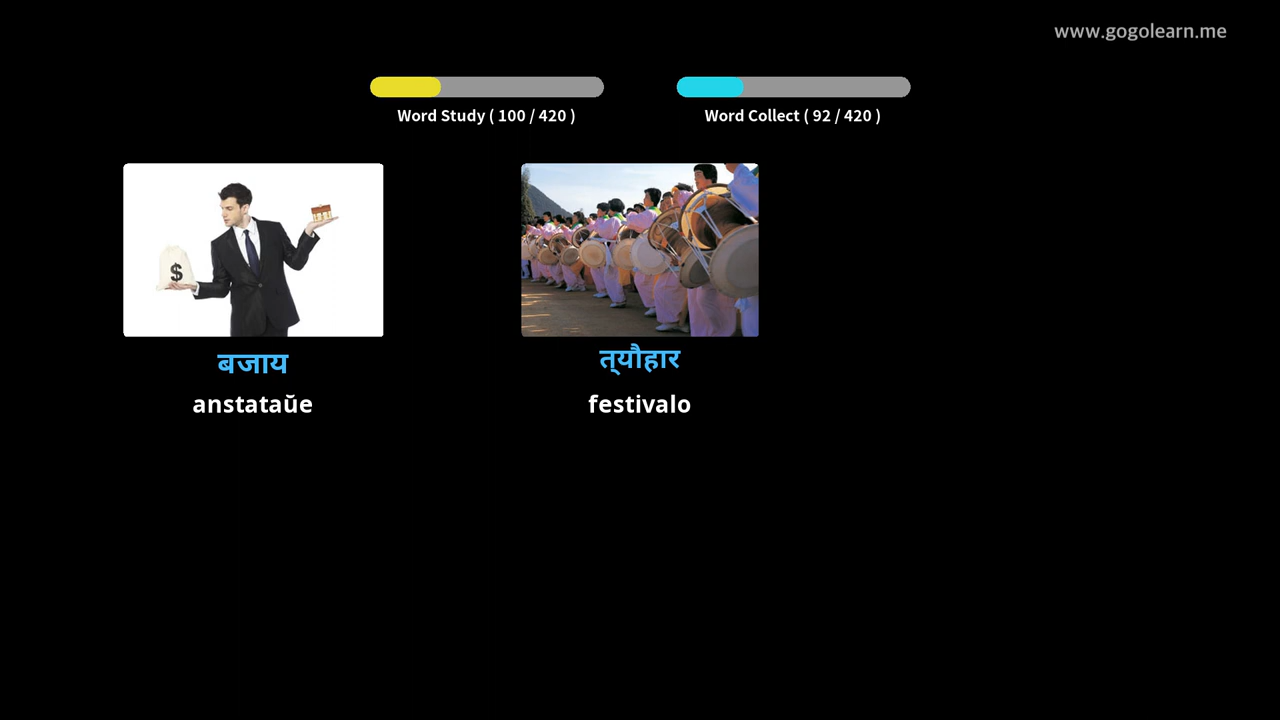 www.gogolearn.me
Word Study ( 100 / 420 )
Word Collect ( 92 / 420 )
$
बजाय
anstataŭe
त्यौहार
festivalo